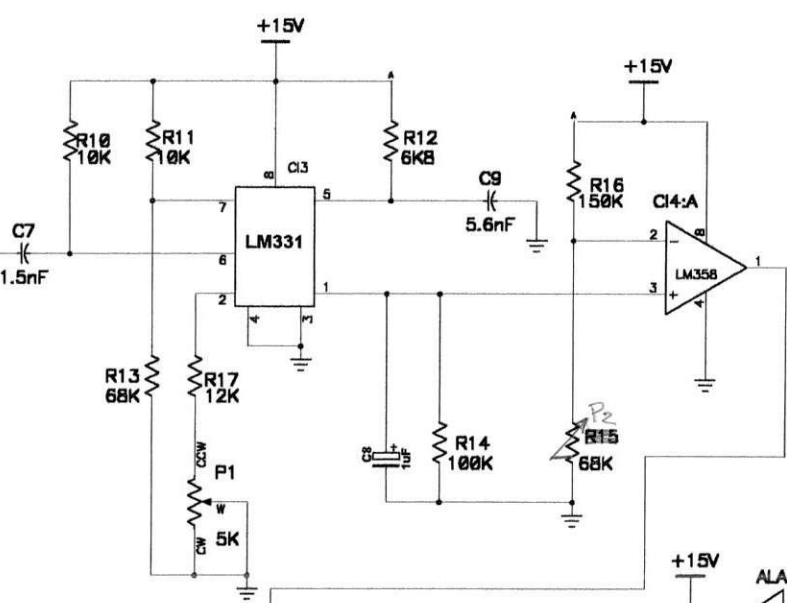 +15V
A
+15V
A
R10
10K
R11
10K
R12
6K8
CI3
8
7
5
C9
5.6nF
R16
150K
CI4:A
C7
1.5nF
6
LM331
2
-
8
LM358
1
2
1
3
+
4
4
3
R13
68K
R17
12K
P2
R15
68K
C8
+
1uF
R14
100K
CCW
P1
W
5K
CW
+15V
ALA